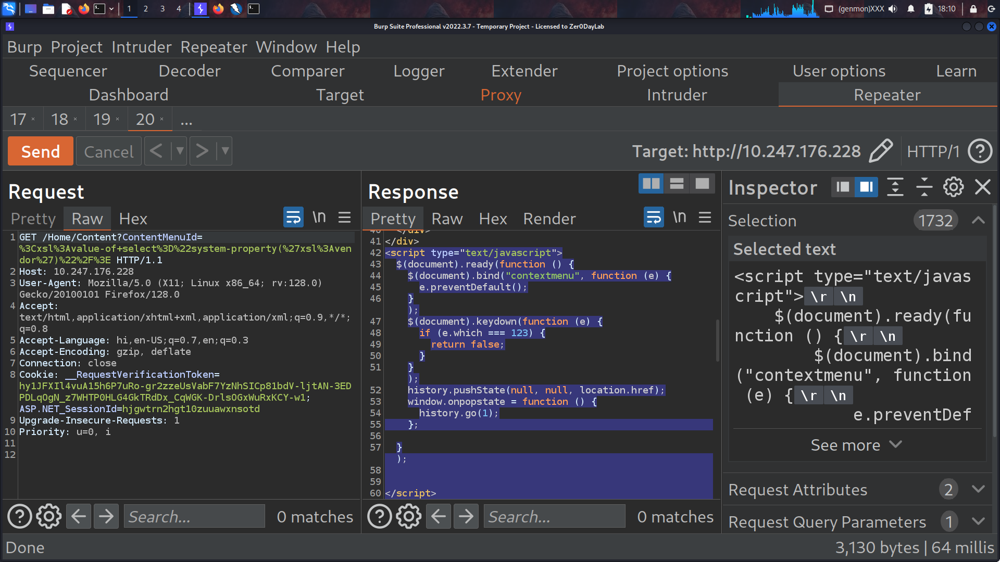 1 2 3 4 (genmon)XXX 18:10
Burp Suite Professional v2022.3.7 - Temporary Project - Licensed to Zer0DayLab
Burp Project Intruder Repeater Window Help
Sequencer Decoder Comparer Logger Extender Project options User options Learn
Dashboard Target Proxy Intruder Repeater
17 × 18 × 19 × 20 × ...
Send Cancel < > Target: http://10.247.176.228 HTTP/1 ?
Request
Pretty Raw Hex \n
1 GET /Home/Content?ContentMenuId=
%3Cxsl%3Avalue-of+select%3D%22system-property(%27xsl%3Aven
dor%27)%22%2F%3E HTTP/1.1
2 Host: 10.247.176.228
3 User-Agent: Mozilla/5.0 (X11; Linux x86_64; rv:128.0)
Gecko/20100101 Firefox/128.0
4 Accept:
text/html,application/xhtml+xml,application/xml;q=0.9,*/*;
q=0.8
5 Accept-Language: hi,en-US;q=0.7,en;q=0.3
6 Accept-Encoding: gzip, deflate
7 Connection: close
8 Cookie: __RequestVerificationToken=
hy1JFXIl4vuA15h6P7uRo-gr2zzeUsVabF7YzNhSICp81bdV-ljtAN-3ED
PDLqOgN_z7WHTP0HLG4GkTRdDx_CqWGK-DrlsOGxWuRxKCY-w1;
ASP.NET_SessionId=hjgwtrn2hgt10zuuawxnsotd
9 Upgrade-Insecure-Requests: 1
10 Priority: u=0, i
11
12
? Search... 0 matches
Response
Pretty Raw Hex Render \n
40 </div>
41 </div>
42 <script type="text/javascript">
43 $(document).ready(function () {
44 $(document).bind("contextmenu", function (e) {
45 e.preventDefault();
46 }
);
47 $(document).keydown(function (e) {
48 if (e.which === 123) {
49 return false;
50 }
51 }
);
52 history.pushState(null, null, location.href);
53 window.onpopstate = function () {
54 history.go(1);
55 };
56
57 }
);
58
59
60 </script>
? Search... 0 matches
Inspector
Selection 1732
Selected text
<script type="text/javas
cript"> \r \n
$(document).ready(fu
nction () { \r \n
$(document).bind
("contextmenu", function
(e) { \r \n
e.preventDef
See more
Request Attributes 2
Request Query Parameters 1
Done 3,130 bytes | 64 millis